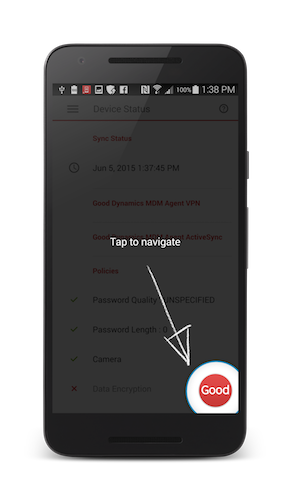 100% 1:38 PM
Device Status
Sync Status
Jun 5, 2015 1:37:45 PM
Good Dynamics MDM Agent VPN
Good Dynamics MDM Agent ActiveSync
Tap to navigate
Policies
Password Quality : UNSPECIFIED
Password Length : 0
Camera
Good
Data Encryption